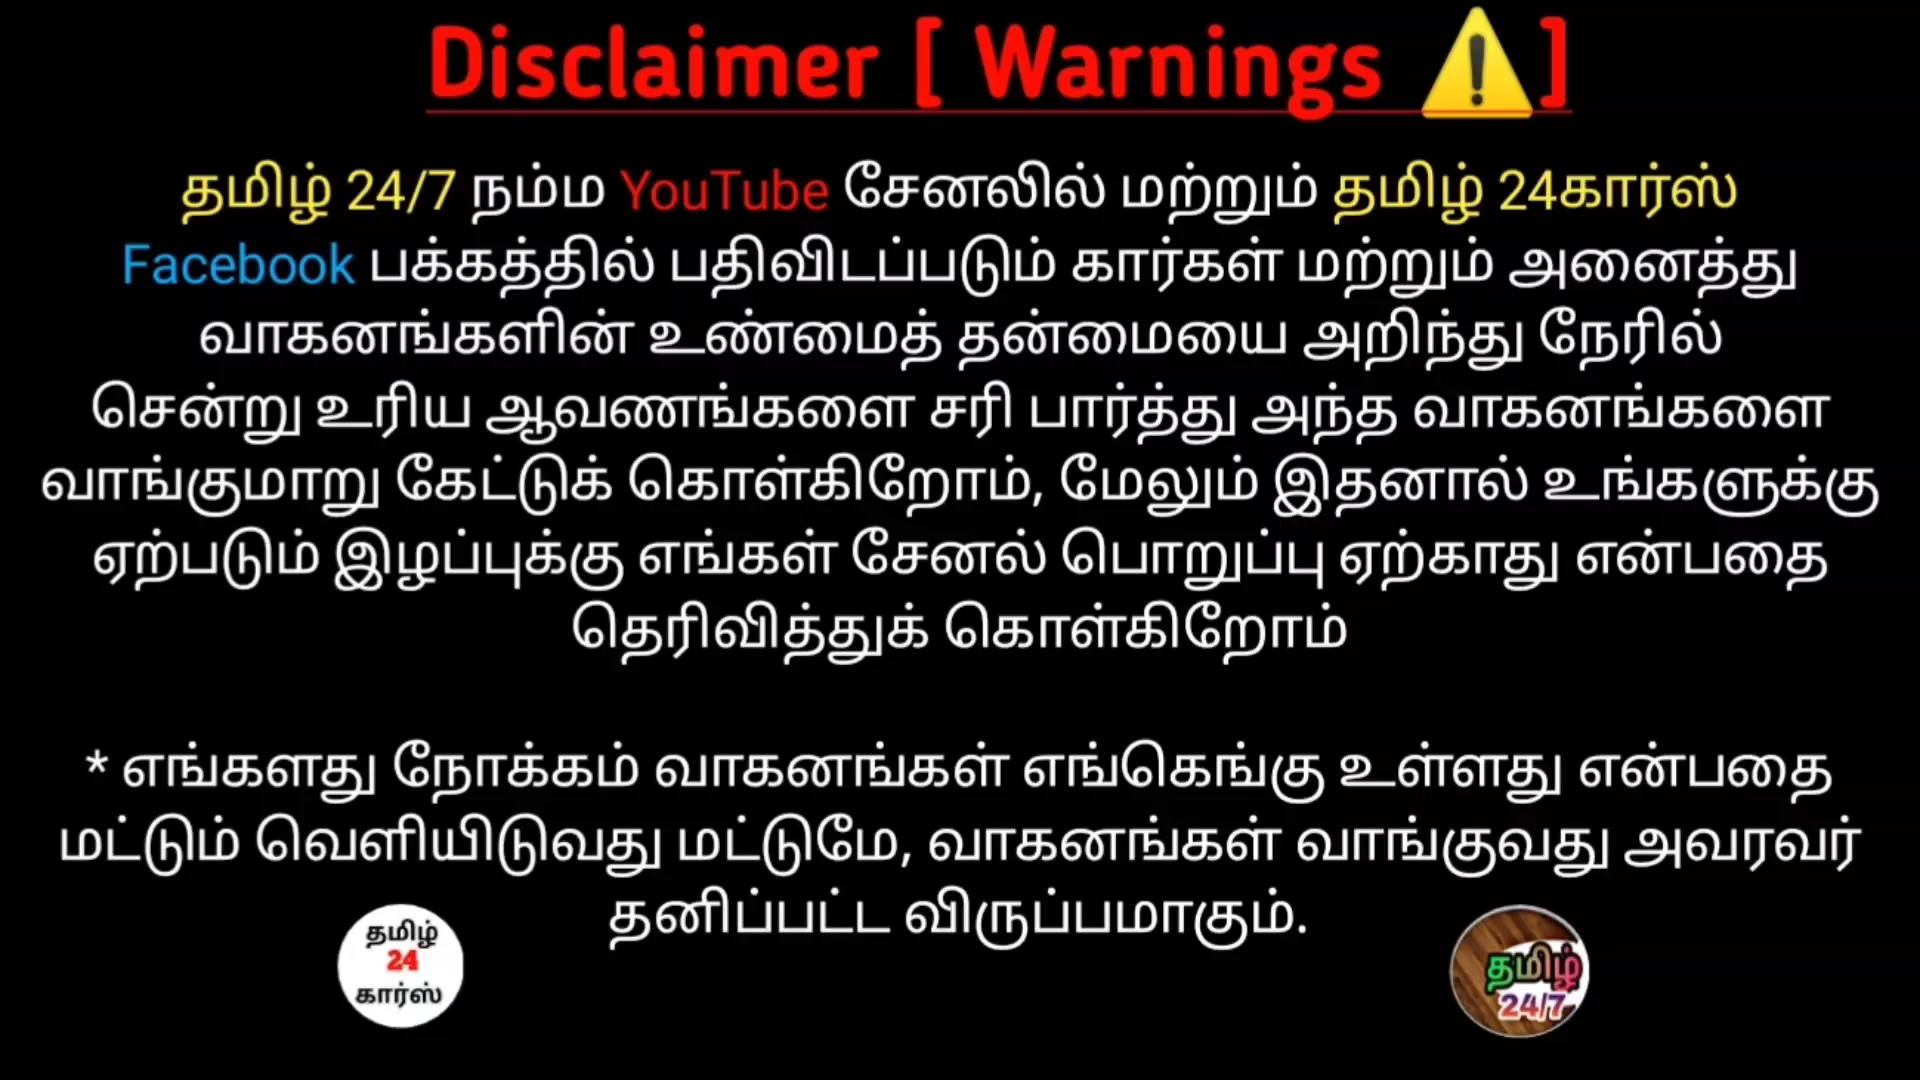 Disclaimer [ Warnings ⚠️]
தமிழ் 24/7 நம்ம YouTube சேனலில் மற்றும் தமிழ் 24கார்ஸ்
Facebook பக்கத்தில் பதிவிடப்படும் கார்கள் மற்றும் அனைத்து
வாகனங்களின் உண்மைத் தன்மையை அறிந்து நேரில்
சென்று உரிய ஆவணங்களை சரி பார்த்து அந்த வாகனங்களை
வாங்குமாறு கேட்டுக் கொள்கிறோம், மேலும் இதனால் உங்களுக்கு
ஏற்படும் இழப்புக்கு எங்கள் சேனல் பொறுப்பு ஏற்காது என்பதை
தெரிவித்துக் கொள்கிறோம்
* எங்களது நோக்கம் வாகனங்கள் எங்கெங்கு உள்ளது என்பதை
மட்டும் வெளியிடுவது மட்டுமே, வாகனங்கள் வாங்குவது அவரவர்
தனிப்பட்ட விருப்பமாகும்.
தமிழ்
24
கார்ஸ்
தமிழ்
24/7